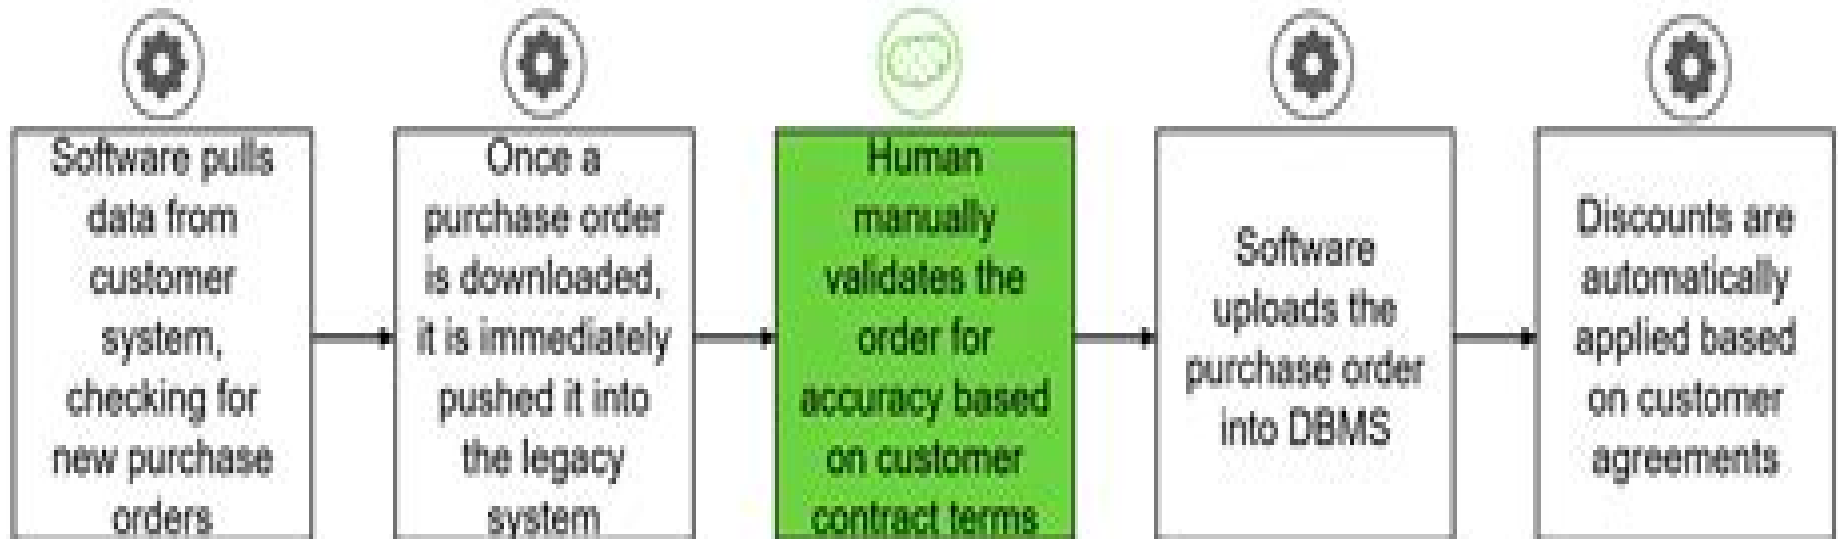 Software pulls
data from
customer
system,
checking for
new purchase
orders
Once a
purchase order
is downloaded,
it is immediately
pushed it into
the legacy
system
Human
manually
validates the
order for
accuracy based
on customer
contract terms
Software
uploads the
purchase order
into DBMS
Discounts are
automatically
applied based
on customer
agreements